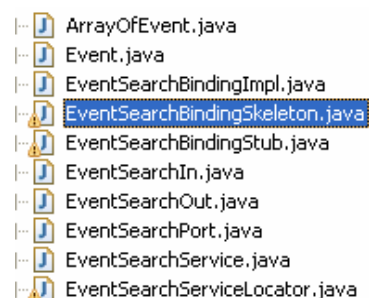 ArrayOfEvent.java
Event.java
EventSearchBindingImpl.java
EventSearchBindingSkeleton.java
EventSearchBindingStub.java
EventSearchIn.java
EventSearchOut.java
EventSearchPort.java
EventSearchService.java
EventSearchServiceLocator.java